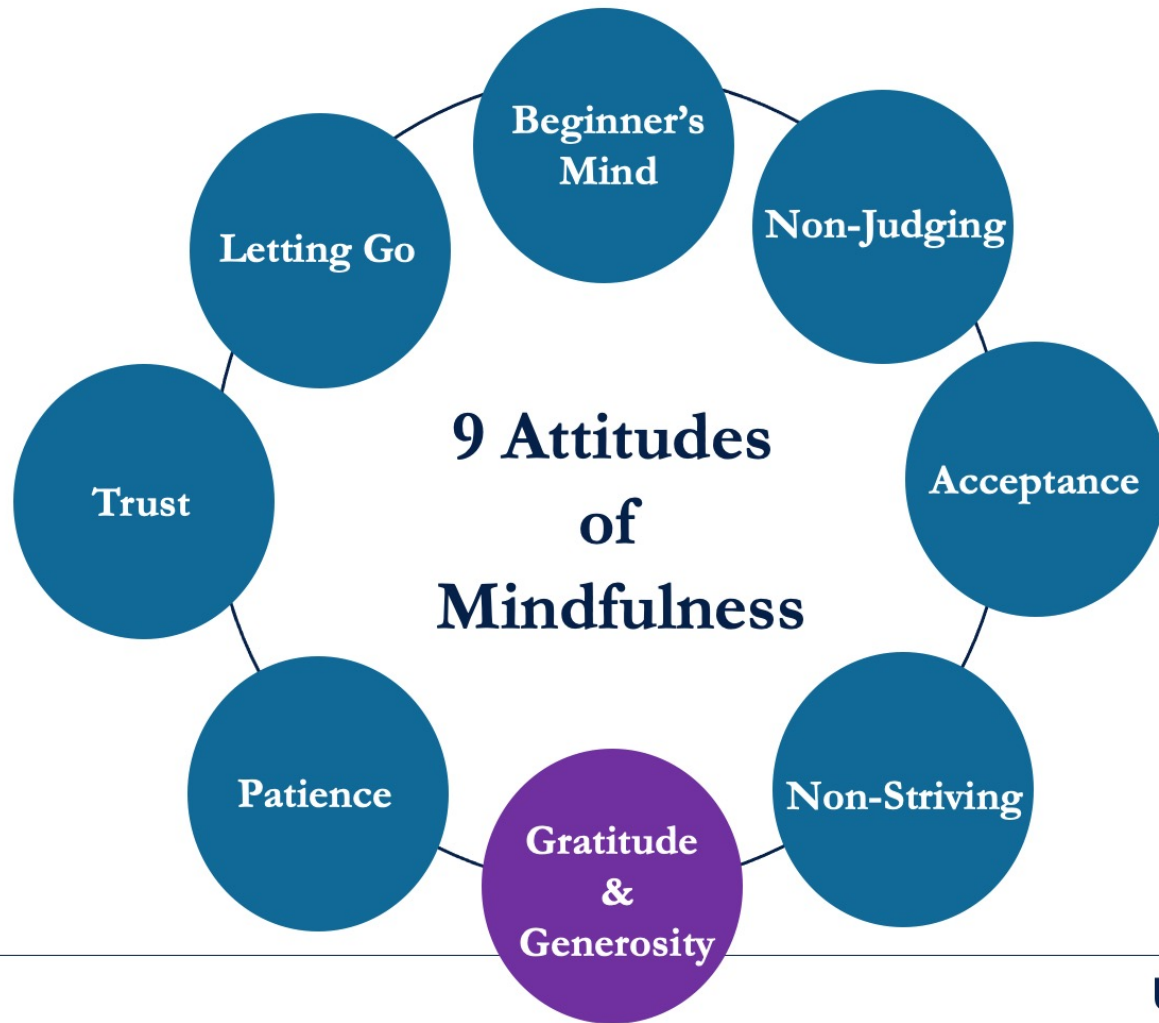 Beginner’s
Mind
Non-Judging
Letting Go
Acceptance
9 Attitudes
of
Mindfulness
Trust
Non-Striving
Patience
Gratitude
&
Generosity